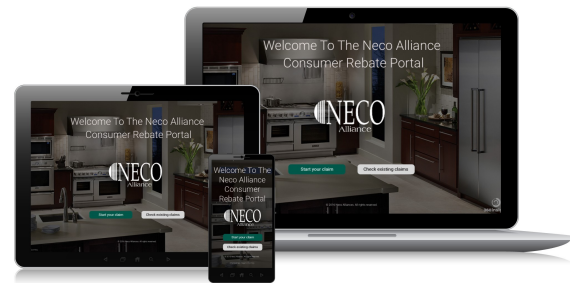 Welcome To The Neco Alliance
Consumer Rebate Portal
NECO
Alliance
Start your claim
Check existing claims
Welcome To The Neco Alliance
Consumer Rebate Portal
NECO
Alliance
Start your claim
Check existing claims
Welcome To The
Neco Alliance
Consumer
Rebate Portal
NECO
Alliance
Start your claim
Check existing claims